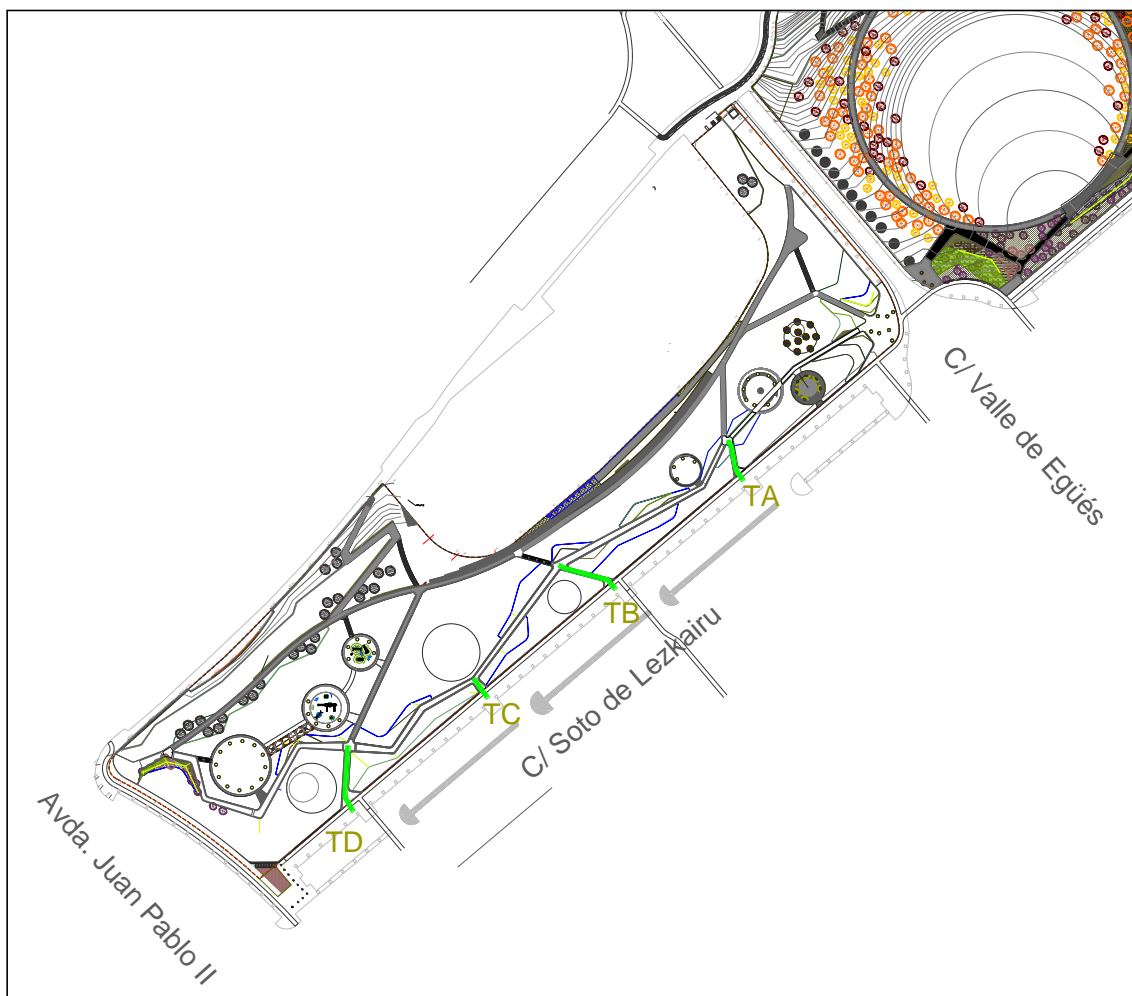 C/ Valle de Egüés
TA
TB
C/ Soto de Lezkairu
TC
TD
Avda. Juan Pablo II